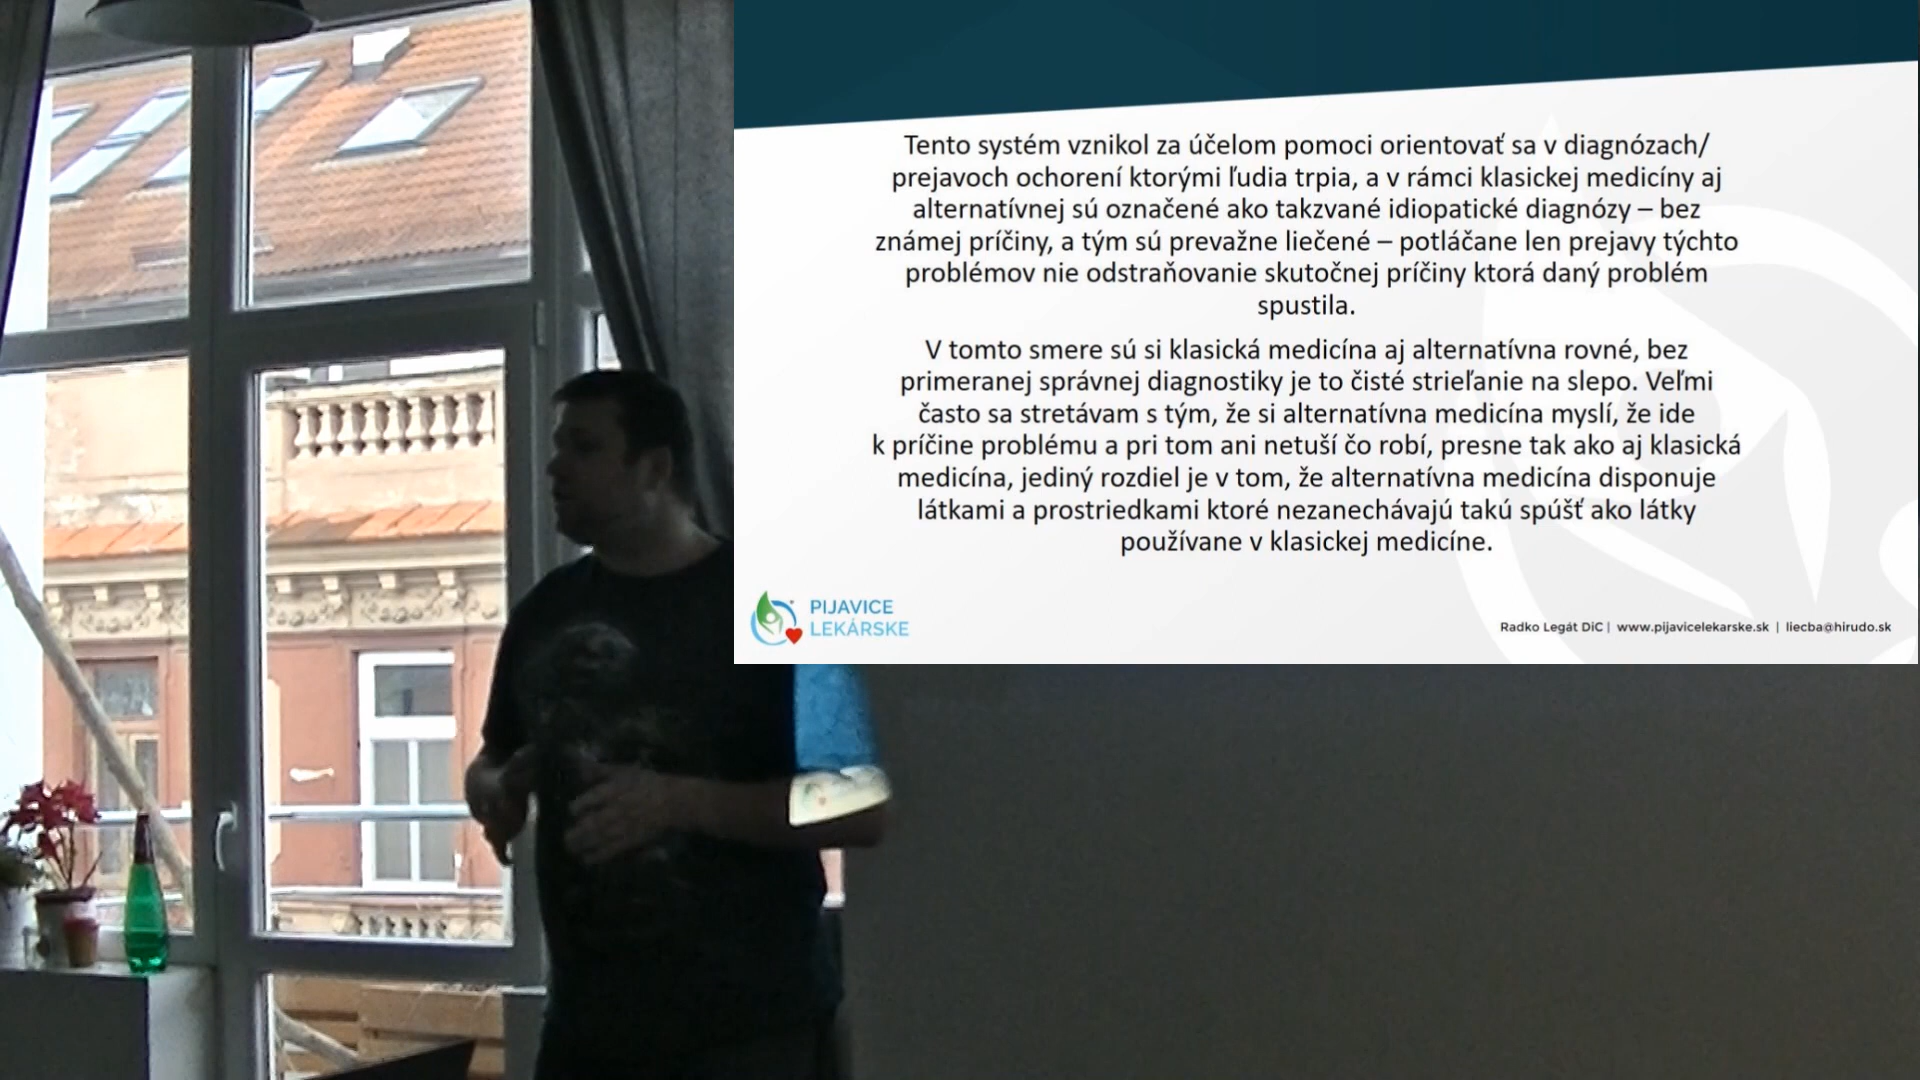 Tento systém vznikol za účelom pomoci orientovať sa v diagnózach/
prejavoch ochorení ktorými ľudia trpia, a v rámci klasickej medicíny aj
alternatívnej sú označené ako takzvané idiopatické diagnózy – bez
známej príčiny, a tým sú prevažne liečené – potláčane len prejavy týchto
problémov nie odstraňovanie skutočnej príčiny ktorá daný problém
spustila.
V tomto smere sú si klasická medicína aj alternatívna rovné, bez
primeranej správnej diagnostiky je to čisté strieľanie na slepo. Veľmi
často sa stretávam s tým, že si alternatívna medicína myslí, že ide
k príčine problému a pri tom ani netuší čo robí, presne tak ako aj klasická
medicína, jediný rozdiel je v tom, že alternatívna medicína disponuje
látkami a prostriedkami ktoré nezanechávajú takú spúšť ako látky
používane v klasickej medicíne.
PIJAVICE
LEKÁRSKE
Radko Legát DiC | www.pijavicelekarske.sk | liecba@hirudo.sk